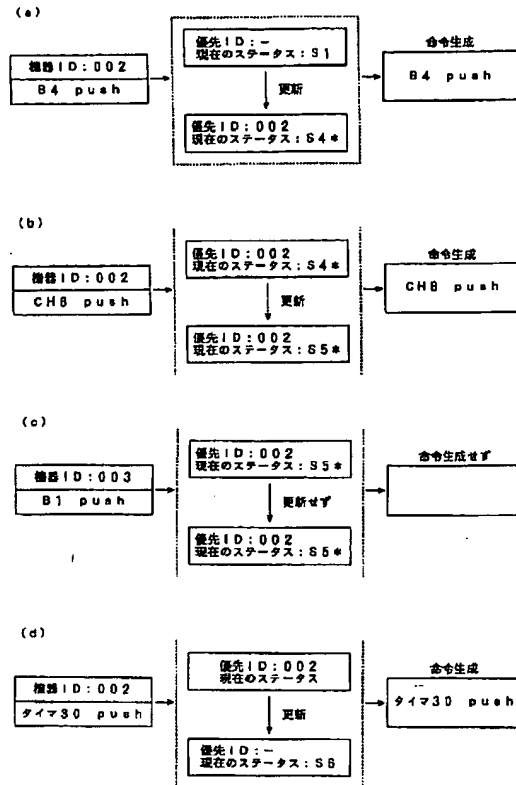 (a)
機器ID:002
B4 push
優先ID:−
現在のステータス:S1
更新
優先ID:002
現在のステータス:S4*
命令生成
B4 push
(b)
機器ID:002
CH8 push
優先ID:002
現在のステータス:S4*
更新
優先ID:002
現在のステータス:S5*
命令生成
CH8 push
(c)
機器ID:003
B1 push
優先ID:002
現在のステータス:S5*
更新せず
優先ID:002
現在のステータス:S5*
命令生成せず
(d)
機器ID:002
タイマ30 push
優先ID:002
現在のステータス
更新
優先ID:−
現在のステータス:S6
命令生成
タイマ30 push